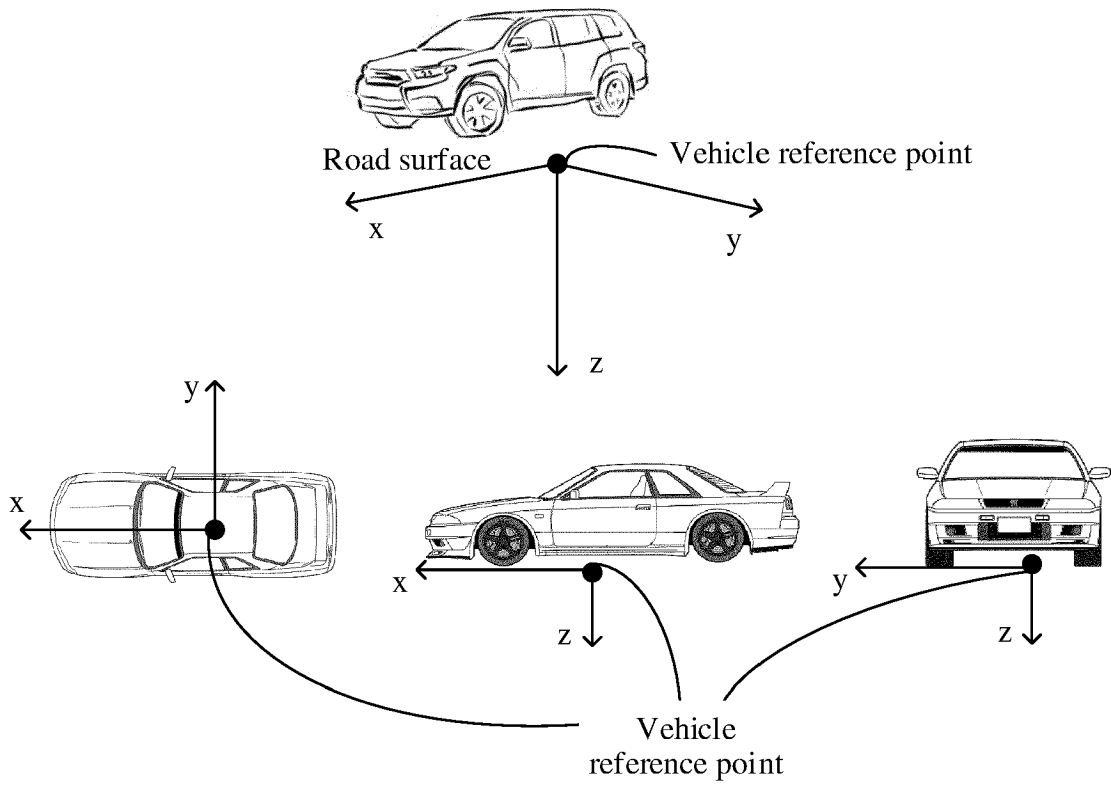 Road surface
Vehicle reference point
x
y
z
y
x
x
z
y
z
Vehicle
reference point